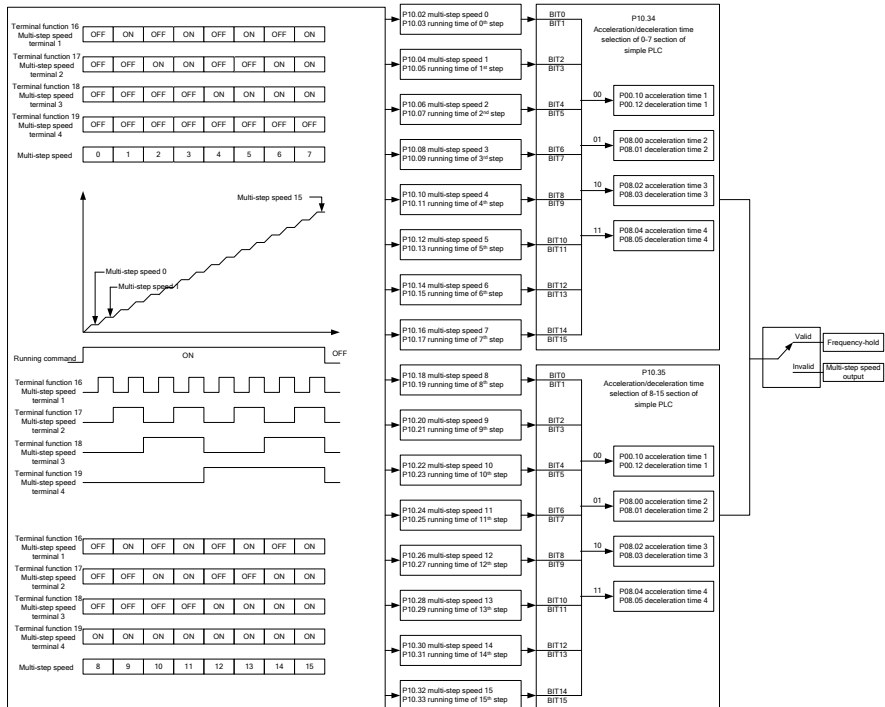 Terminal function 16
Multi-step speed
terminal 1
OFF ON OFF ON OFF ON OFF ON
Terminal function 17
Multi-step speed
terminal 2
OFF OFF ON ON OFF OFF ON ON
Terminal function 18
Multi-step speed
terminal 3
OFF OFF OFF OFF ON ON ON ON
Terminal function 19
Multi-step speed
terminal 4
OFF OFF OFF OFF OFF OFF OFF OFF
Multi-step speed 0 1 2 3 4 5 6 7
Multi-step speed 15
Multi-step speed 0
Multi-step speed 1
Running command
ON
OFF
Terminal function 16
Multi-step speed
terminal 1
Terminal function 17
Multi-step speed
terminal 2
Terminal function 18
Multi-step speed
terminal 3
Terminal function 19
Multi-step speed
terminal 4
Terminal function 16
Multi-step speed
terminal 1
OFF ON OFF ON OFF ON OFF ON
Terminal function 17
Multi-step speed
terminal 2
OFF OFF ON ON OFF OFF ON ON
Terminal function 18
Multi-step speed
terminal 3
OFF OFF OFF OFF ON ON ON ON
Terminal function 19
Multi-step speed
terminal 4
ON ON ON ON ON ON ON ON
Multi-step speed 8 9 10 11 12 13 14 15
P10.02 multi-step speed 0
P10.03 running time of 0th step
P10.04 multi-step speed 1
P10.05 running time of 1st step
P10.06 multi-step speed 2
P10.07 running time of 2nd step
P10.08 multi-step speed 3
P10.09 running time of 3rd step
P10.10 multi-step speed 4
P10.11 running time of 4th step
P10.12 multi-step speed 5
P10.13 running time of 5th step
P10.14 multi-step speed 6
P10.15 running time of 6th step
P10.16 multi-step speed 7
P10.17 running time of 7th step
P10.18 multi-step speed 8
P10.19 running time of 8th step
P10.20 multi-step speed 9
P10.21 running time of 9th step
P10.22 multi-step speed 10
P10.23 running time of 10th step
P10.24 multi-step speed 11
P10.25 running time of 11th step
P10.26 multi-step speed 12
P10.27 running time of 12th step
P10.28 multi-step speed 13
P10.29 running time of 13th step
P10.30 multi-step speed 14
P10.31 running time of 14th step
P10.32 multi-step speed 15
P10.33 running time of 15th step
BIT0
BIT1
BIT2
BIT3
BIT4
BIT5
BIT6
BIT7
BIT8
BIT9
BIT10
BIT11
BIT12
BIT13
BIT14
BIT15
P10.34
Acceleration/deceleration time
selection of 0-7 section of
simple PLC
00
P00.10 acceleration time 1
P00.12 deceleration time 1
01
P08.00 acceleration time 2
P08.01 deceleration time 2
10
P08.02 acceleration time 3
P08.03 deceleration time 3
11
P08.04 acceleration time 4
P08.05 deceleration time 4
BIT0
BIT1
BIT2
BIT3
BIT4
BIT5
BIT6
BIT7
BIT8
BIT9
BIT10
BIT11
BIT12
BIT13
BIT14
BIT15
P10.35
Acceleration/deceleration time
selection of 8-15 section of
simple PLC
00
P00.10 acceleration time 1
P00.12 deceleration time 1
01
P08.00 acceleration time 2
P08.01 deceleration time 2
10
P08.02 acceleration time 3
P08.03 deceleration time 3
11
P08.04 acceleration time 4
P08.05 deceleration time 4
Valid
Frequency-hold
Invalid
Multi-step speed
output